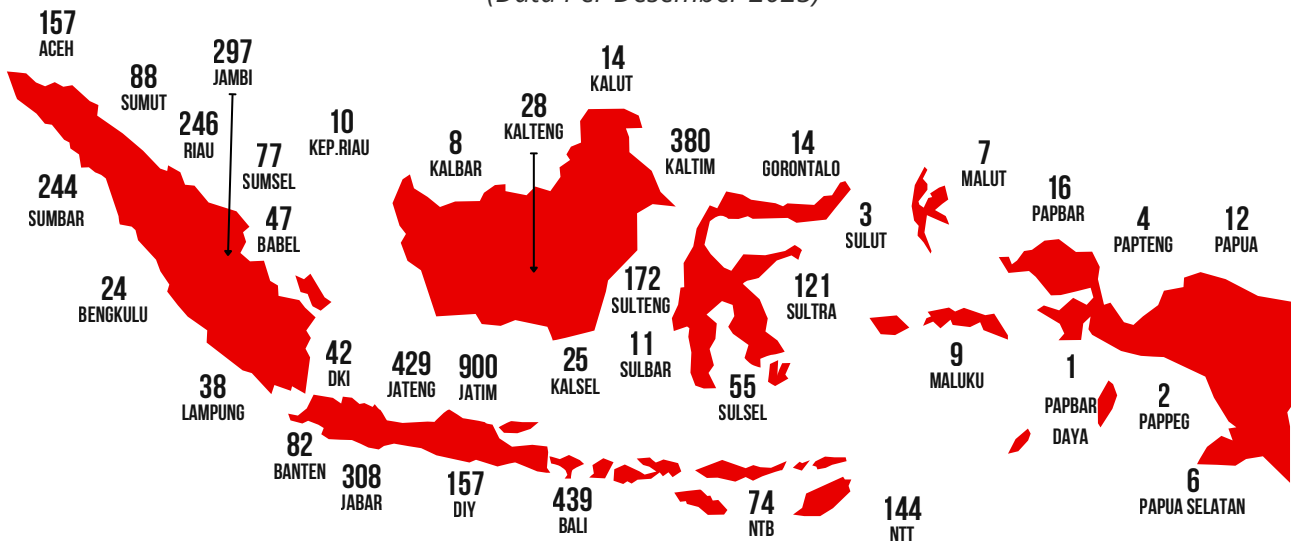 (Data Per Desember 2023)
157
ACEH
88
SUMUT
297
JAMBI
246
RIAU
77
SUMSEL
10
KEP.RIAU
244
SUMBAR
47
BABEL
24
BENGKULU
38
LAMPUNG
8
KALBAR
28
KALTENG
14
KALUT
380
KALTIM
14
GORONTALO
3
SULUT
7
MALUT
16
PAPBAR
4
PAPTENG
12
PAPUA
172
SULTENG
121
SULTRA
11
SULBAR
25
KALSEL
55
SULSEL
9
MALUKU
1
PAPBAR
DAYA
2
PAPPEG
6
PAPUA SELATAN
42
DKI
429
JATENG
900
JATIM
82
BANTEN
308
JABAR
157
DIY
439
BALI
74
NTB
144
NTT